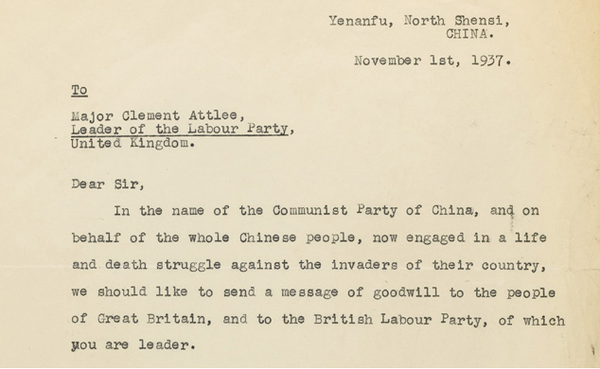 Yenanfu, North Shensi,
CHINA.
November 1st, 1937.
To
Major Clement Attlee,
Leader of the Labour Party,
United Kingdom.
Dear Sir,
In the name of the Communist Party of China, and on
behalf of the whole Chinese people, now engaged in a life
and death struggle against the invaders of their country,
we should like to send a message of goodwill to the people
of Great Britain, and to the British Labour Party, of which
you are leader.